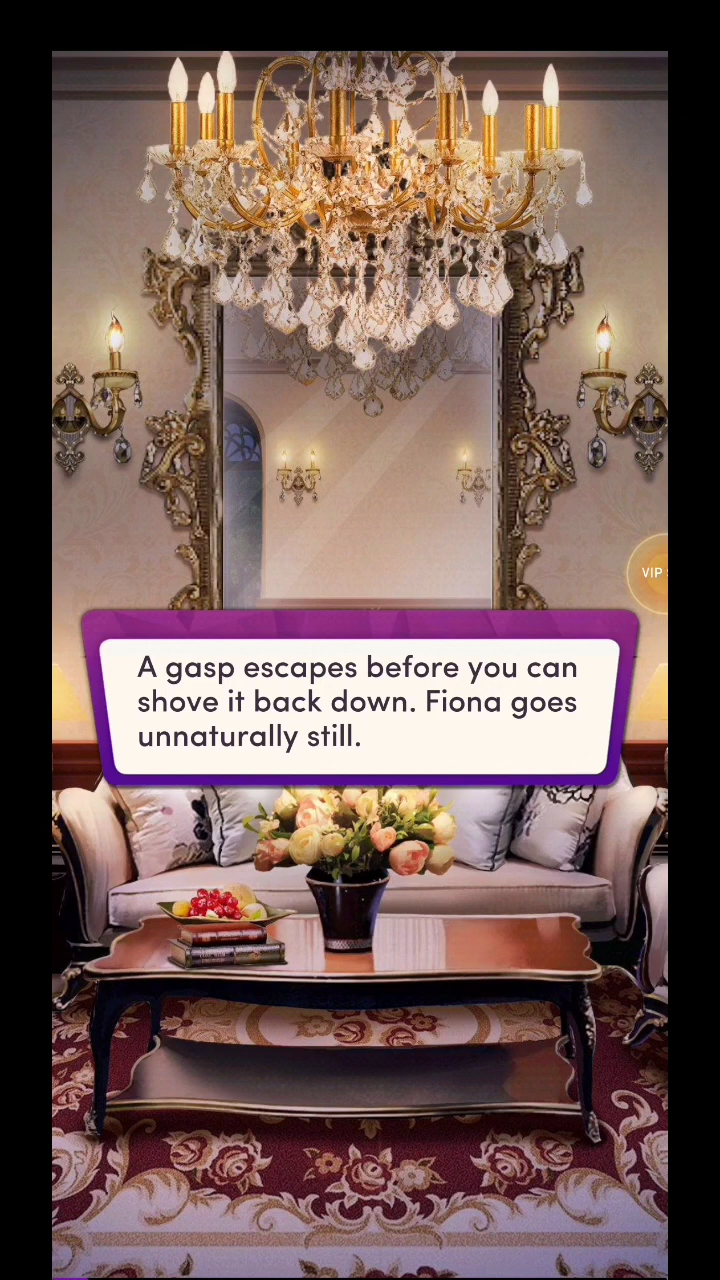 VIP
A gasp escapes before you can
shove it back down. Fiona goes
unnaturally still.